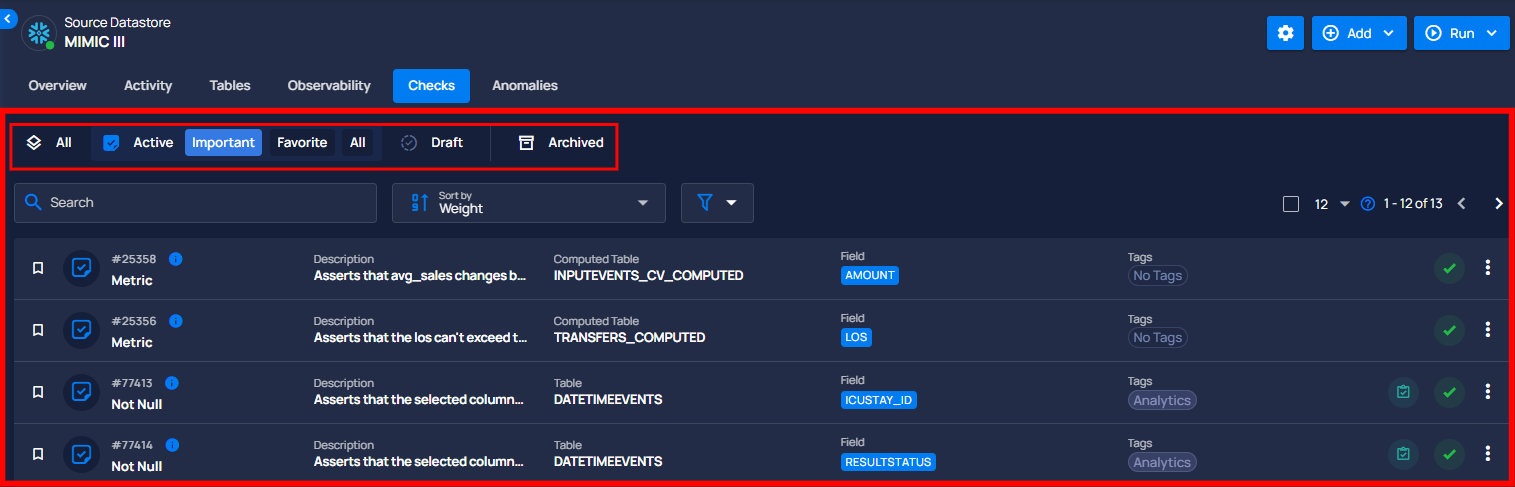 Source Datastore
MIMIC III
Add
Run
Overview Activity Tables Observability Checks Anomalies
All Active Important Favorite All Draft Archived
Search
Sort by
Weight
12 1 - 12 of 13
#25358 Description Computed Table Field Tags
Metric Asserts that avg_sales changes b... INPUTEVENTS_CV_COMPUTED AMOUNT No Tags
#25356 Description Computed Table Field Tags
Metric Asserts that the los can't exceed t... TRANSFERS_COMPUTED LOS No Tags
#77413 Description Table Field Tags
Not Null Asserts that the selected column... DATETIMEEVENTS ICUSTAY_ID Analytics
#77414 Description Table Field Tags
Not Null Asserts that the selected column... DATETIMEEVENTS RESULTSTATUS Analytics